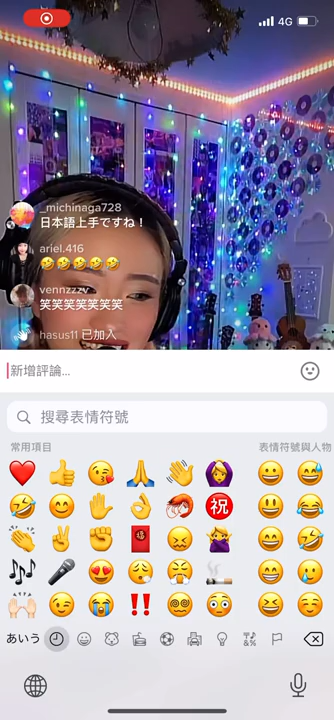 4G
_michinaga728
日本語上手ですね！
ariel.416
🤣🤣🤣🤣🤣
vennzzzy
笑笑笑笑笑笑笑
hasus11 已加入
新增評論...
搜尋表情符號
常用項目
表情符號與人物
祝
あいう